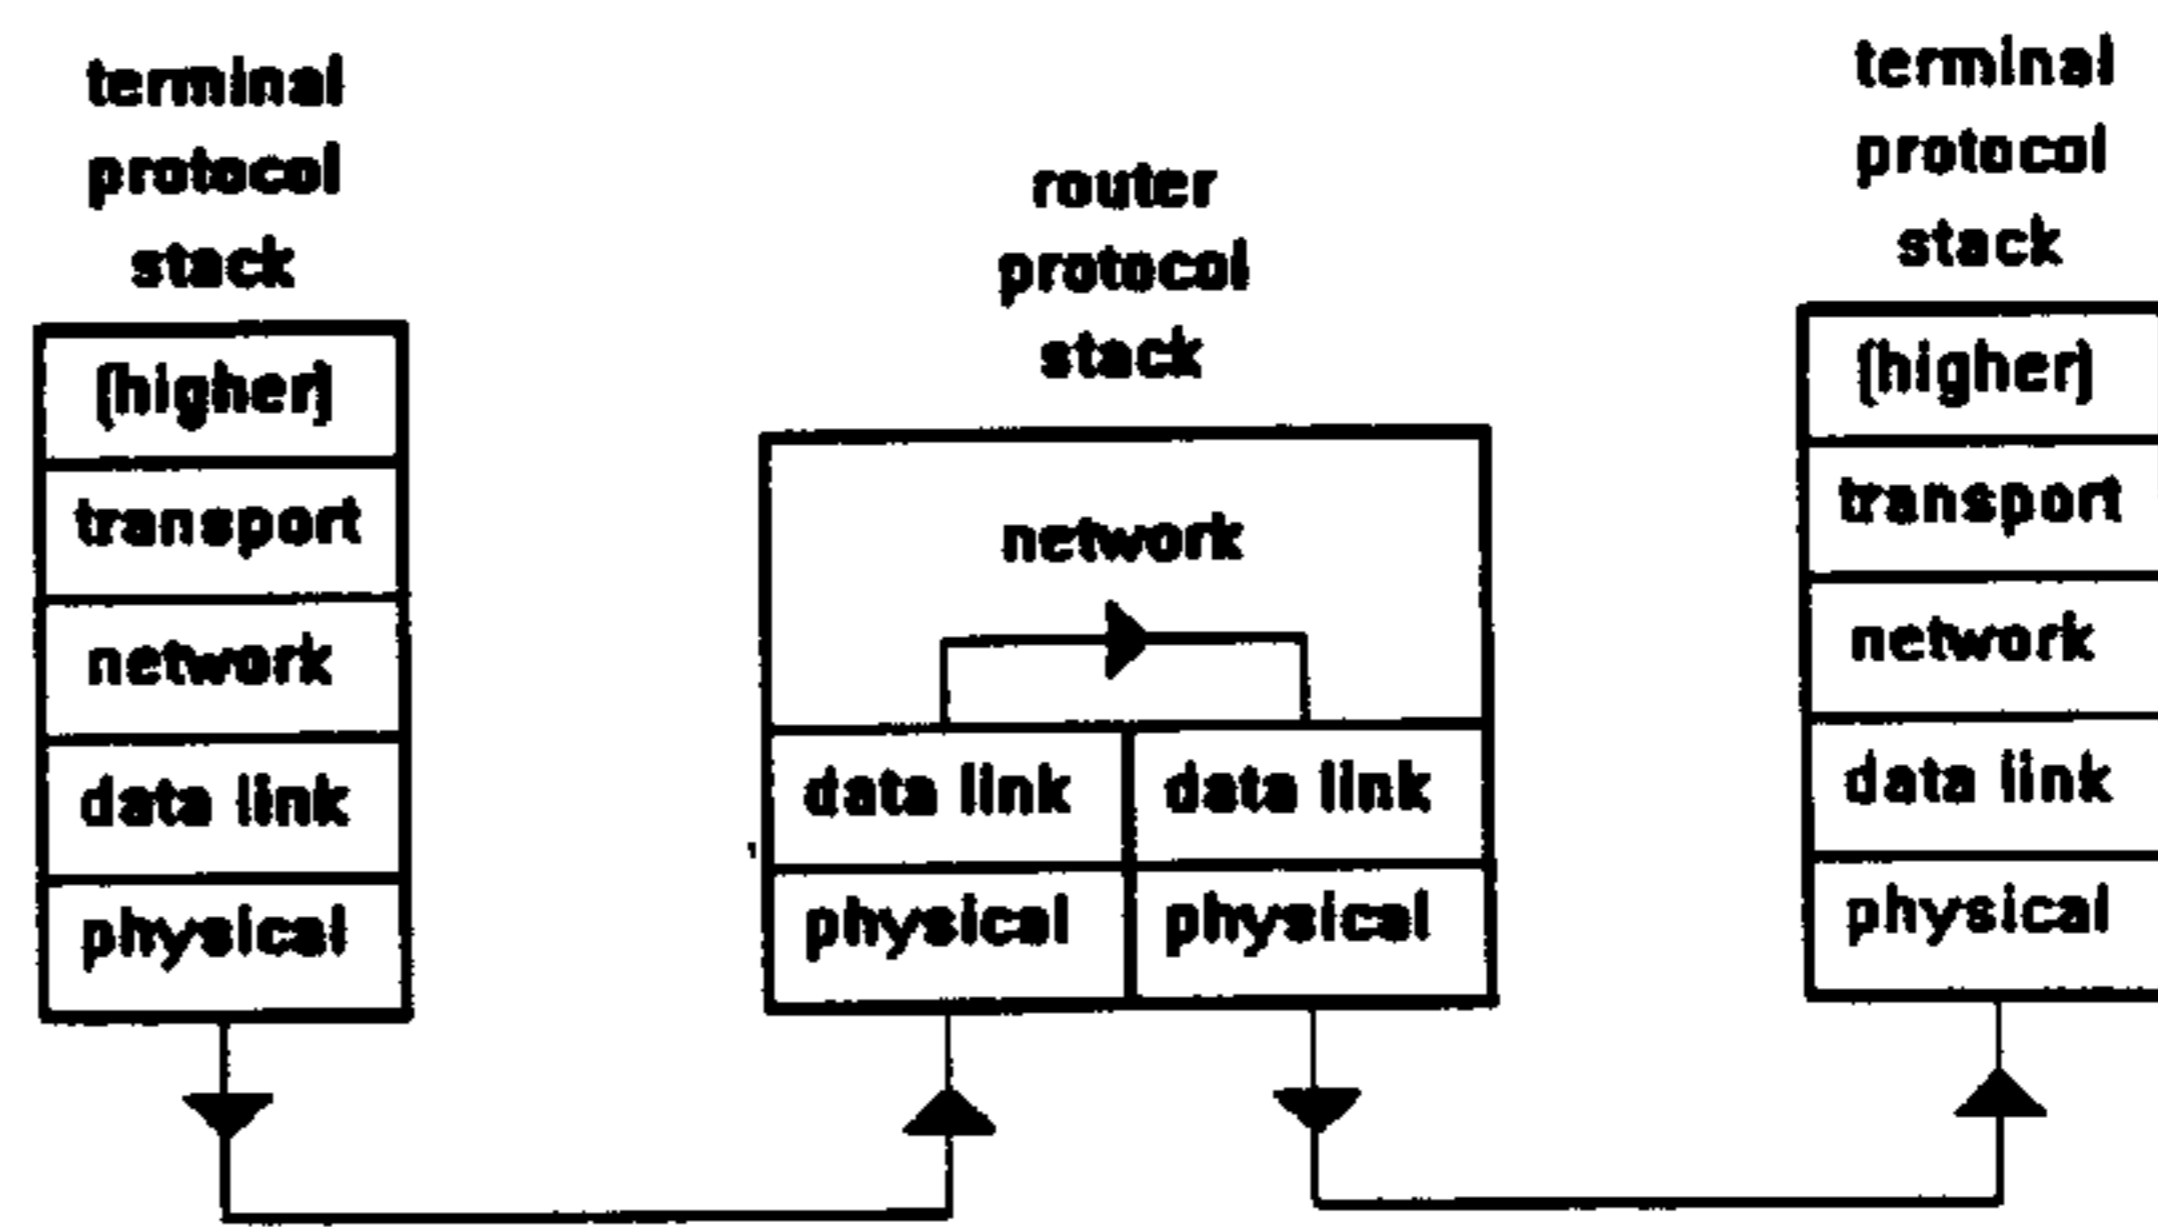 terminal
protocol
stack
(higher)
transport
network
data link
physical
router
protocol
stack
network
data link data link
physical physical
terminal
protocol
stack
(higher)
transport
network
data link
physical